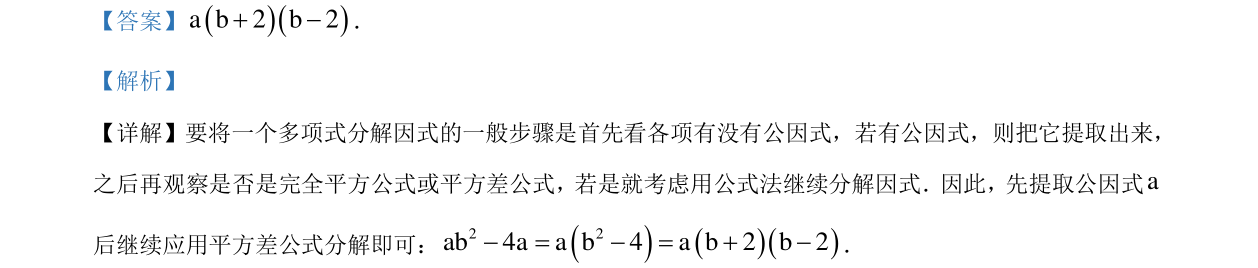 【答案】a(b+2)(b−2).
【解析】
【详解】要将一个多项式分解因式的一般步骤是首先看各项有没有公因式，若有公因式，则把它提取出来，
之后再观察是否是完全平方公式或平方差公式，若是就考虑用公式法继续分解因式．因此，先提取公因式a
后继续应用平方差公式分解即可：ab²−4a=a(b²−4)=a(b+2)(b−2).